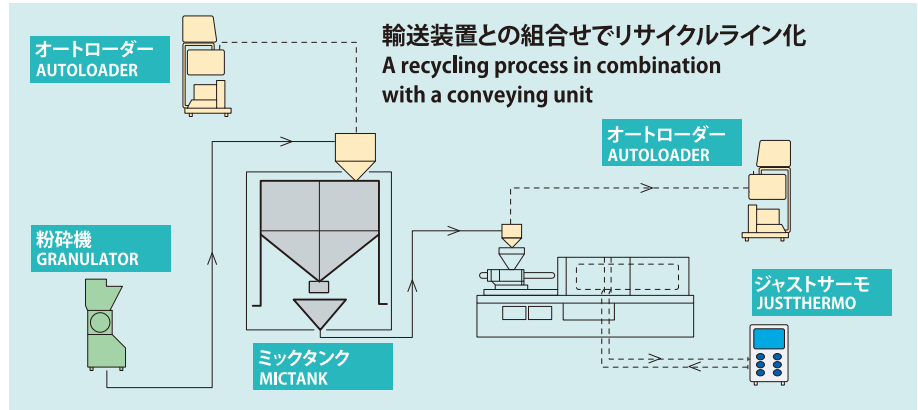 輸送装置との組合せでリサイクルライン化
A recycling process in combination
with a conveying unit
オートローダー
AUTOLOADER
オートローダー
AUTOLOADER
粉砕機
GRANULATOR
ミックタンク
MICTANK
ジャストサーモ
JUSTTHERMO